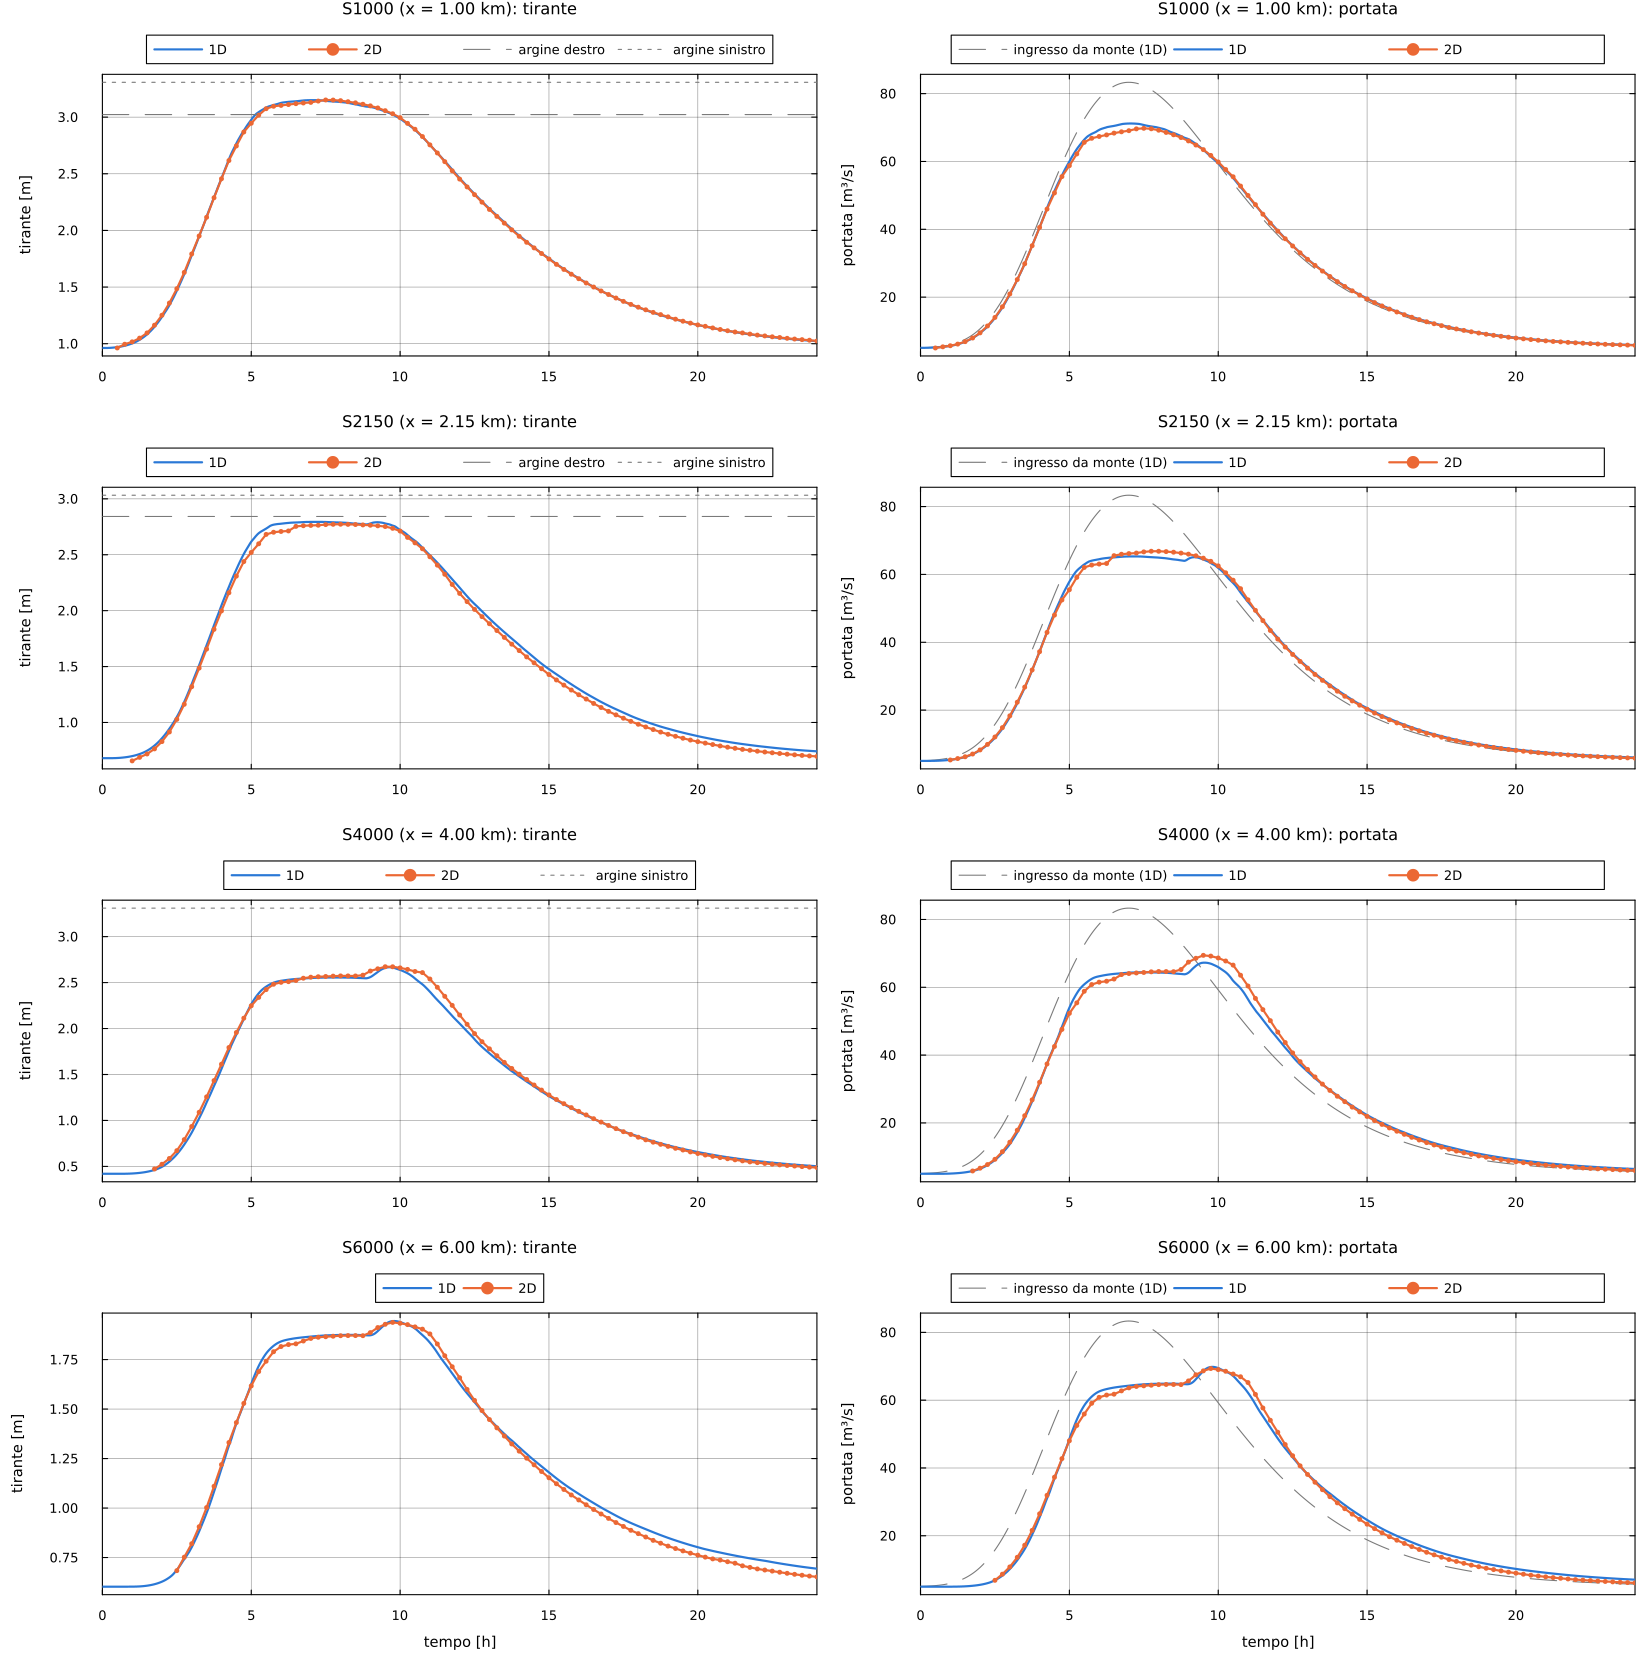 S1000 (x = 1.00 km): tirante
1D 2D argine destro argine sinistro
tirante [m]
3.0
2.5
2.0
1.5
1.0
0 5 10 15 20
S1000 (x = 1.00 km): portata
ingresso da monte (1D) 1D 2D
portata [m³/s]
80
60
40
20
0 5 10 15 20
S2150 (x = 2.15 km): tirante
1D 2D argine destro argine sinistro
tirante [m]
3.0
2.5
2.0
1.5
1.0
0 5 10 15 20
S2150 (x = 2.15 km): portata
ingresso da monte (1D) 1D 2D
portata [m³/s]
80
60
40
20
0 5 10 15 20
S4000 (x = 4.00 km): tirante
1D 2D argine sinistro
tirante [m]
3.0
2.5
2.0
1.5
1.0
0.5
0 5 10 15 20
S4000 (x = 4.00 km): portata
ingresso da monte (1D) 1D 2D
portata [m³/s]
80
60
40
20
0 5 10 15 20
S6000 (x = 6.00 km): tirante
1D 2D
tirante [m]
1.75
1.50
1.25
1.00
0.75
0 5 10 15 20
tempo [h]
S6000 (x = 6.00 km): portata
ingresso da monte (1D) 1D 2D
portata [m³/s]
80
60
40
20
0 5 10 15 20
tempo [h]